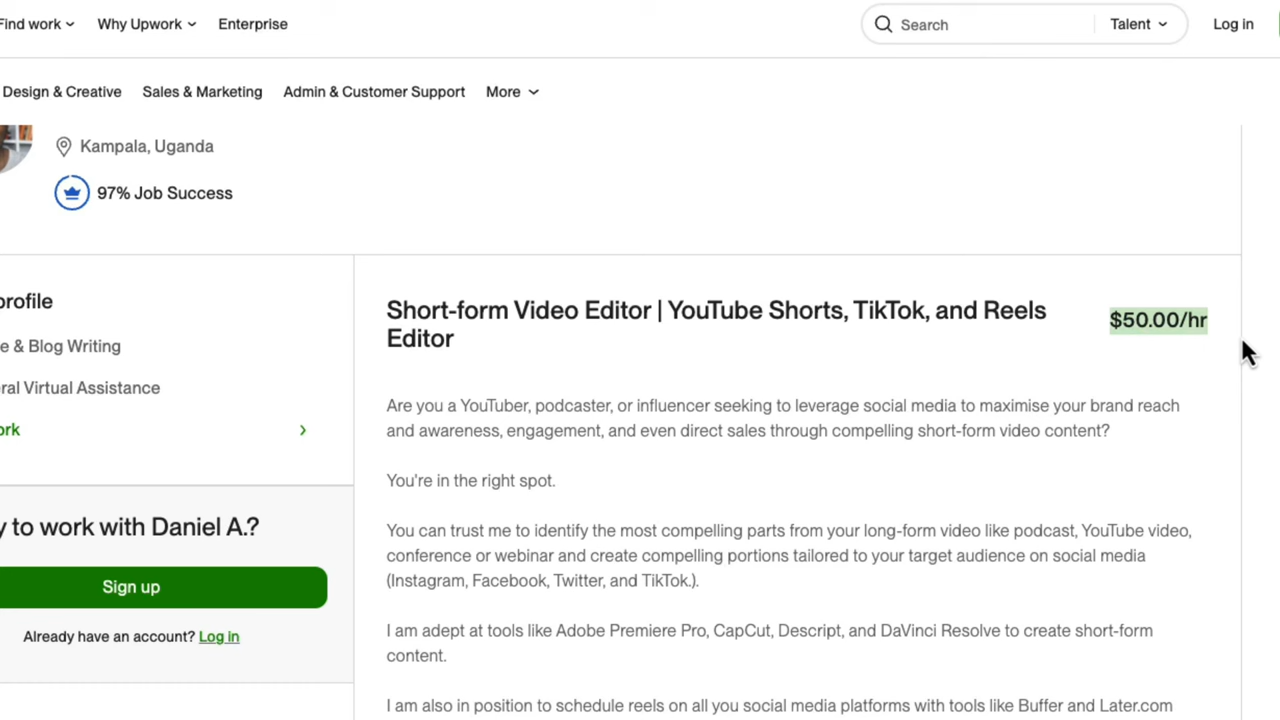 Find work
Why Upwork
Enterprise
Search
Talent
Log in
Design & Creative
Sales & Marketing
Admin & Customer Support
More
Kampala, Uganda
97% Job Success
profile
e & Blog Writing
ral Virtual Assistance
ork
y to work with Daniel A.?
Sign up
Already have an account? Log in
Short-form Video Editor | YouTube Shorts, TikTok, and Reels
Editor
$50.00/hr
Are you a YouTuber, podcaster, or influencer seeking to leverage social media to maximise your brand reach
and awareness, engagement, and even direct sales through compelling short-form video content?
You're in the right spot.
You can trust me to identify the most compelling parts from your long-form video like podcast, YouTube video,
conference or webinar and create compelling portions tailored to your target audience on social media
(Instagram, Facebook, Twitter, and TikTok.).
I am adept at tools like Adobe Premiere Pro, CapCut, Descript, and DaVinci Resolve to create short-form
content.
I am also in position to schedule reels on all you social media platforms with tools like Buffer and Later.com